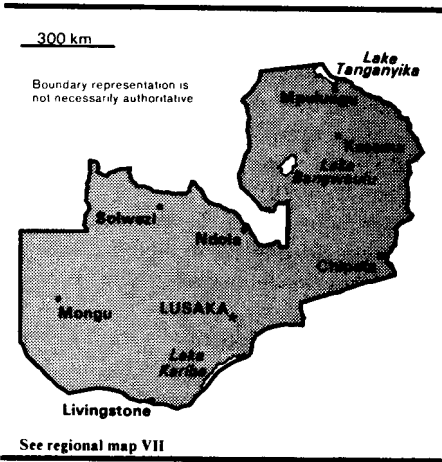 300 km
Lake
Tanganyika
Boundary representation is
not necessarily authoritative
Mpulungu
Kasama
Lake
Bangweulu
Solwezi
Ndola
Chipata
Mongu
LUSAKA
Lake
Kariba
Livingstone
See regional map VII